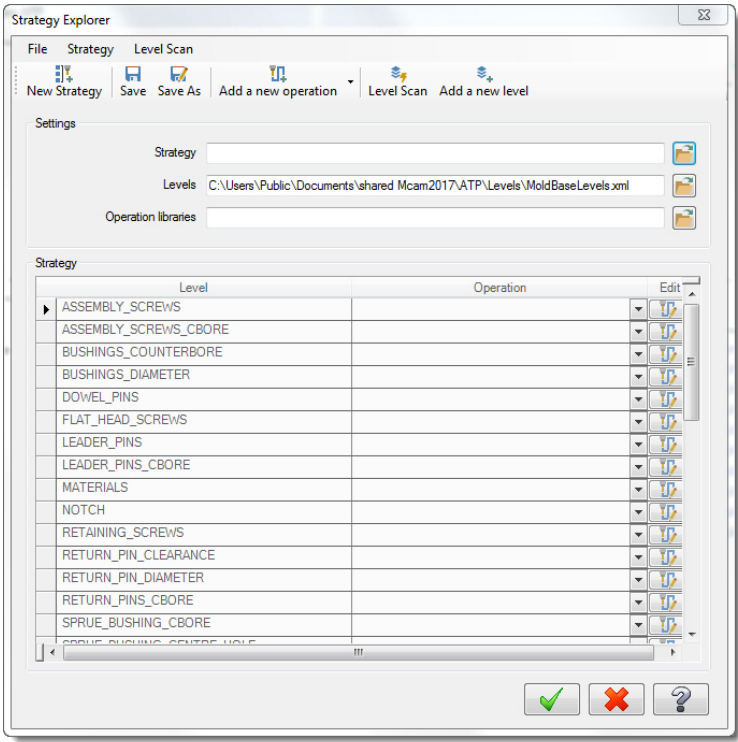 Strategy Explorer
File Strategy Level Scan
New Strategy Save Save As Add a new operation Level Scan Add a new level
Settings
Strategy
Levels C:\Users\Public\Documents\shared Mcam2017\ATP\Levels\MoldBaseLevels.xml
Operation libraries
Strategy
Level Operation Edit
ASSEMBLY_SCREWS
ASSEMBLY_SCREWS_CBORE
BUSHINGS_COUNTERBORE
BUSHINGS_DIAMETER
DOWEL_PINS
FLAT_HEAD_SCREWS
LEADER_PINS
LEADER_PINS_CBORE
MATERIALS
NOTCH
RETAINING_SCREWS
RETURN_PIN_CLEARANCE
RETURN_PIN_DIAMETER
RETURN_PINS_CBORE
SPRUE_BUSHING_CBORE
SPRUE_BUSHING_CENTRE_HOLE